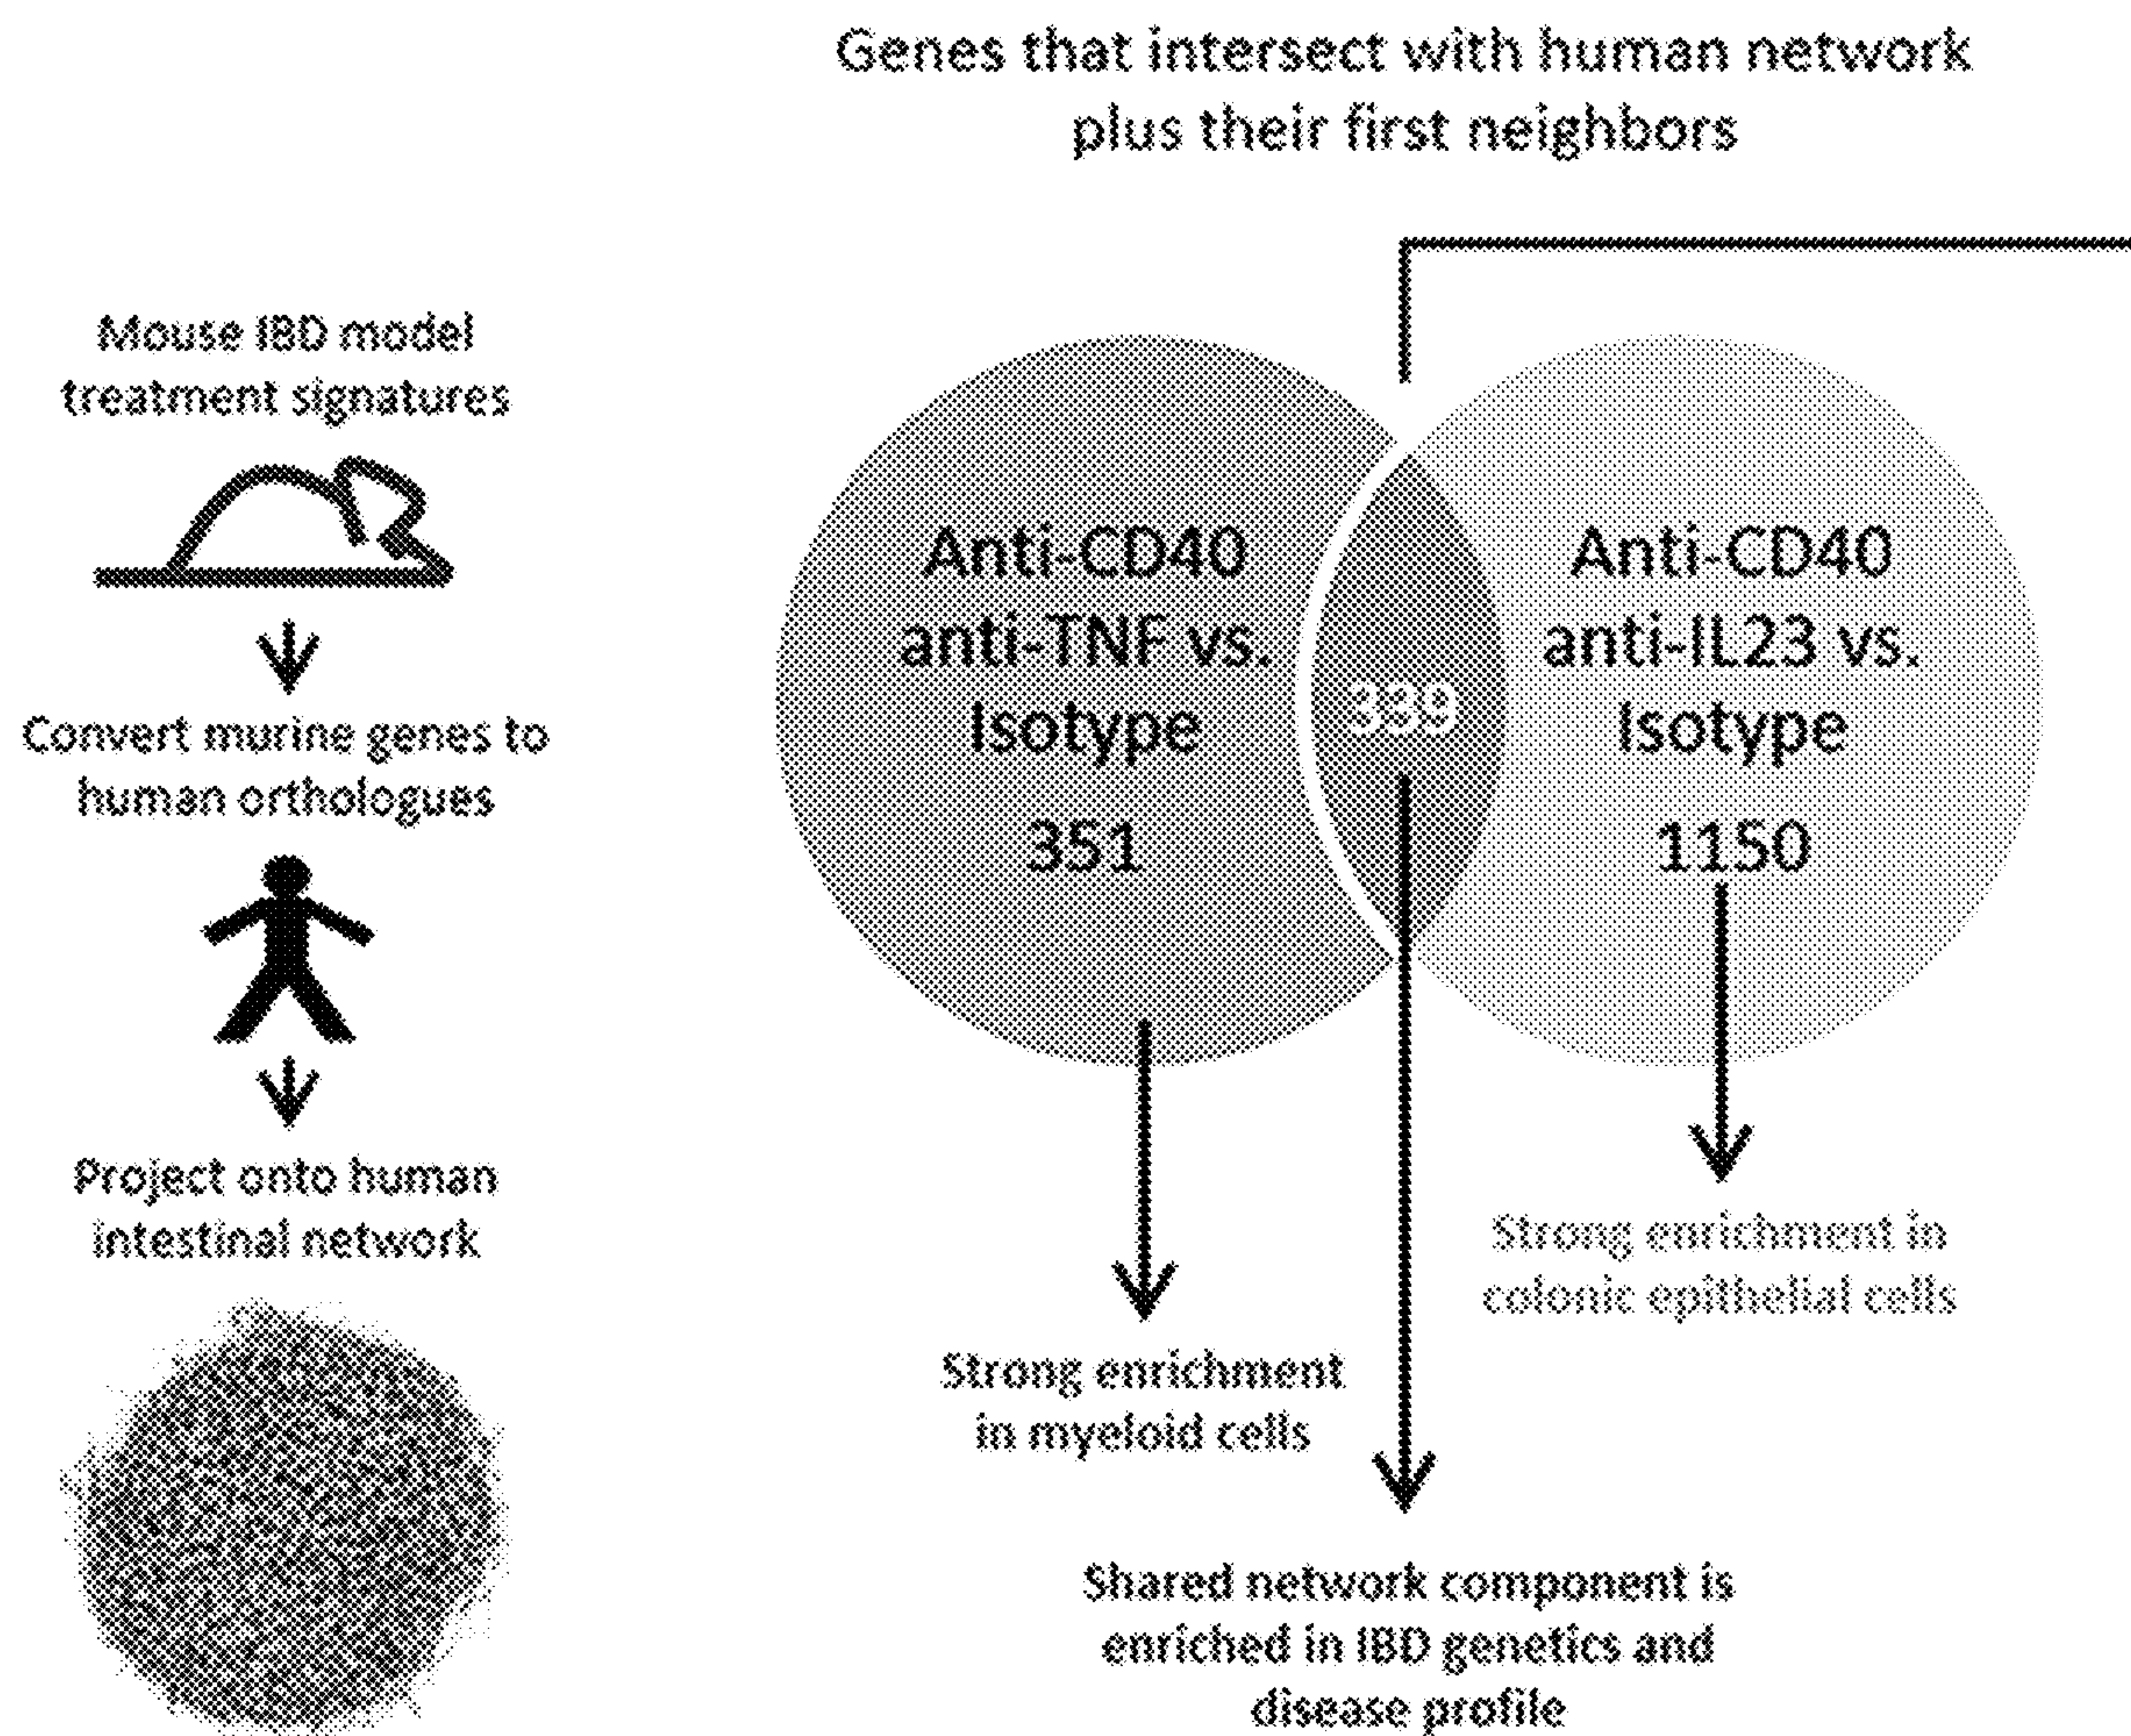 Genes that intersect with human network
plus their first neighbors
Mouse IBD model
treatment signatures
Convert murine genes to
human orthologues
Project onto human
intestinal network
Anti-CD40
anti-TNF vs.
Isotype
351
339
Anti-CD40
anti-IL23 vs.
Isotype
1150
Strong enrichment
in myeloid cells
Strong enrichment in
colonic epithelial cells
Shared network component is
enriched in IBD genetics and
disease profile